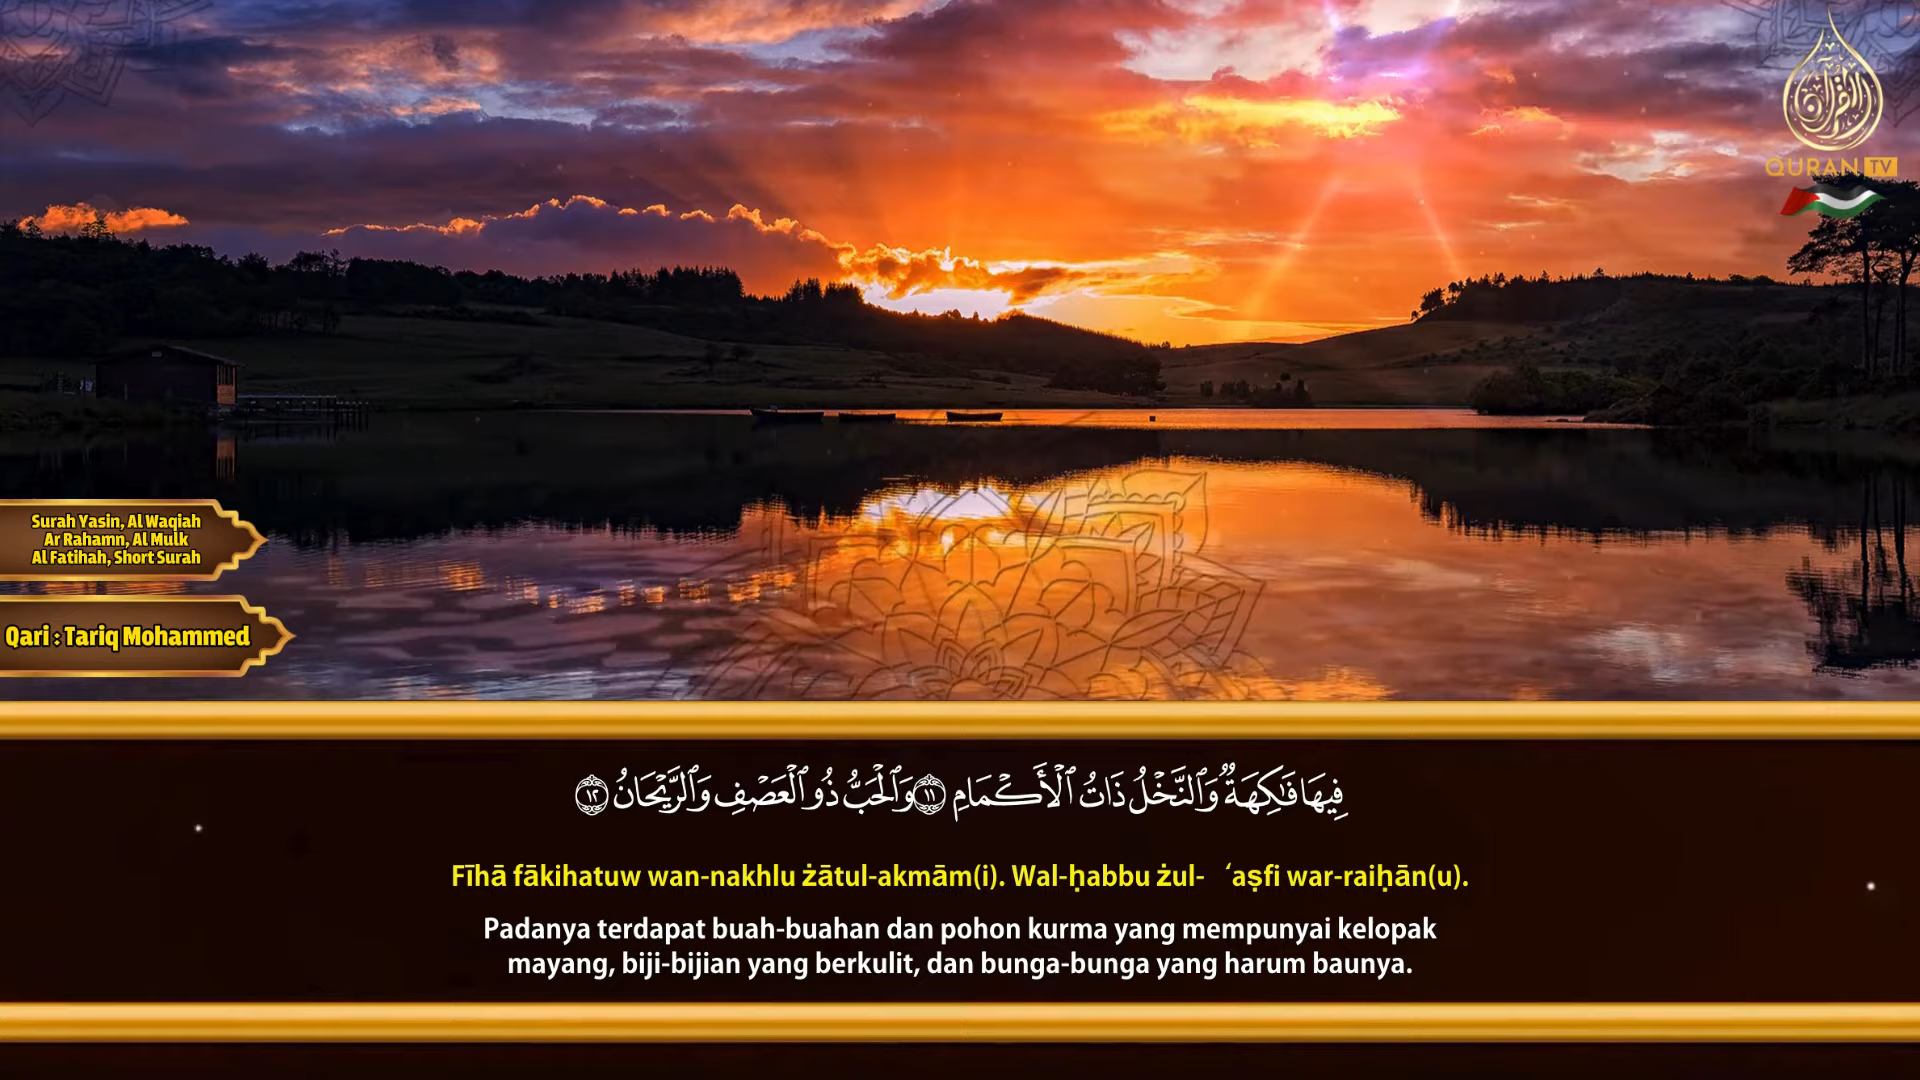 القرآن
QURAN TV
Surah Yasin, Al Waqiah
Ar Rahamn, Al Mulk
Al Fatihah, Short Surah
Qari : Tariq Mohammed
فِيهَا فَٰكِهَةٌ وَٱلنَّخْلُ ذَاتُ ٱلْأَكْمَامِ ١١ وَٱلْحَبُّ ذُو ٱلْعَصْفِ وَٱلرَّيْحَانُ ١٢
Fīhā fākihatuw wan-nakhlu żātul-akmām(i). Wal-ḥabbu żul- ‘aṣfi war-raiḥān(u).
Padanya terdapat buah-buahan dan pohon kurma yang mempunyai kelopak
mayang, biji-bijian yang berkulit, dan bunga-bunga yang harum baunya.